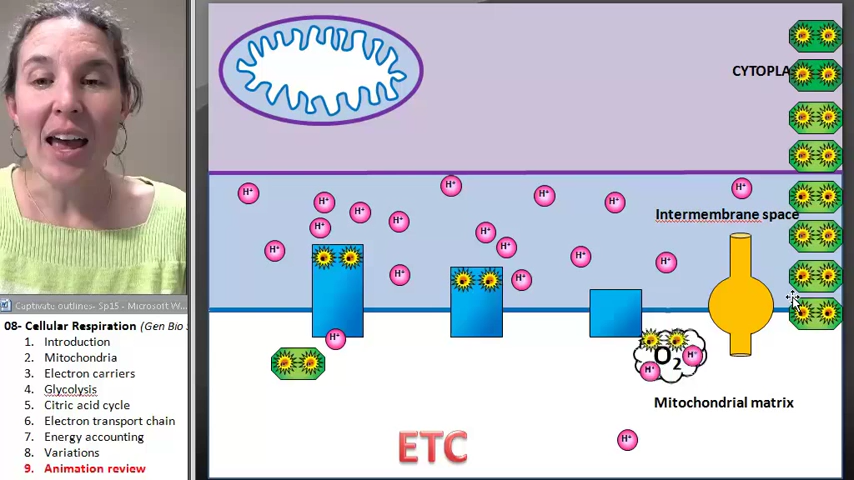 CYTOPLA
H+
H+
H+
H+
H+
H+
H+
H+
H+
Intermembrane space
H+
H+
H+
H+
H+
H+
H+
H+
Captivate outlines- Sp15 - Microsoft W...
08- Cellular Respiration (Gen Bio
1. Introduction
2. Mitochondria
3. Electron carriers
4. Glycolysis
5. Citric acid cycle
6. Electron transport chain
7. Energy accounting
8. Variations
9. Animation review
H+
O2
H+
H+
Mitochondrial matrix
H+
ETC